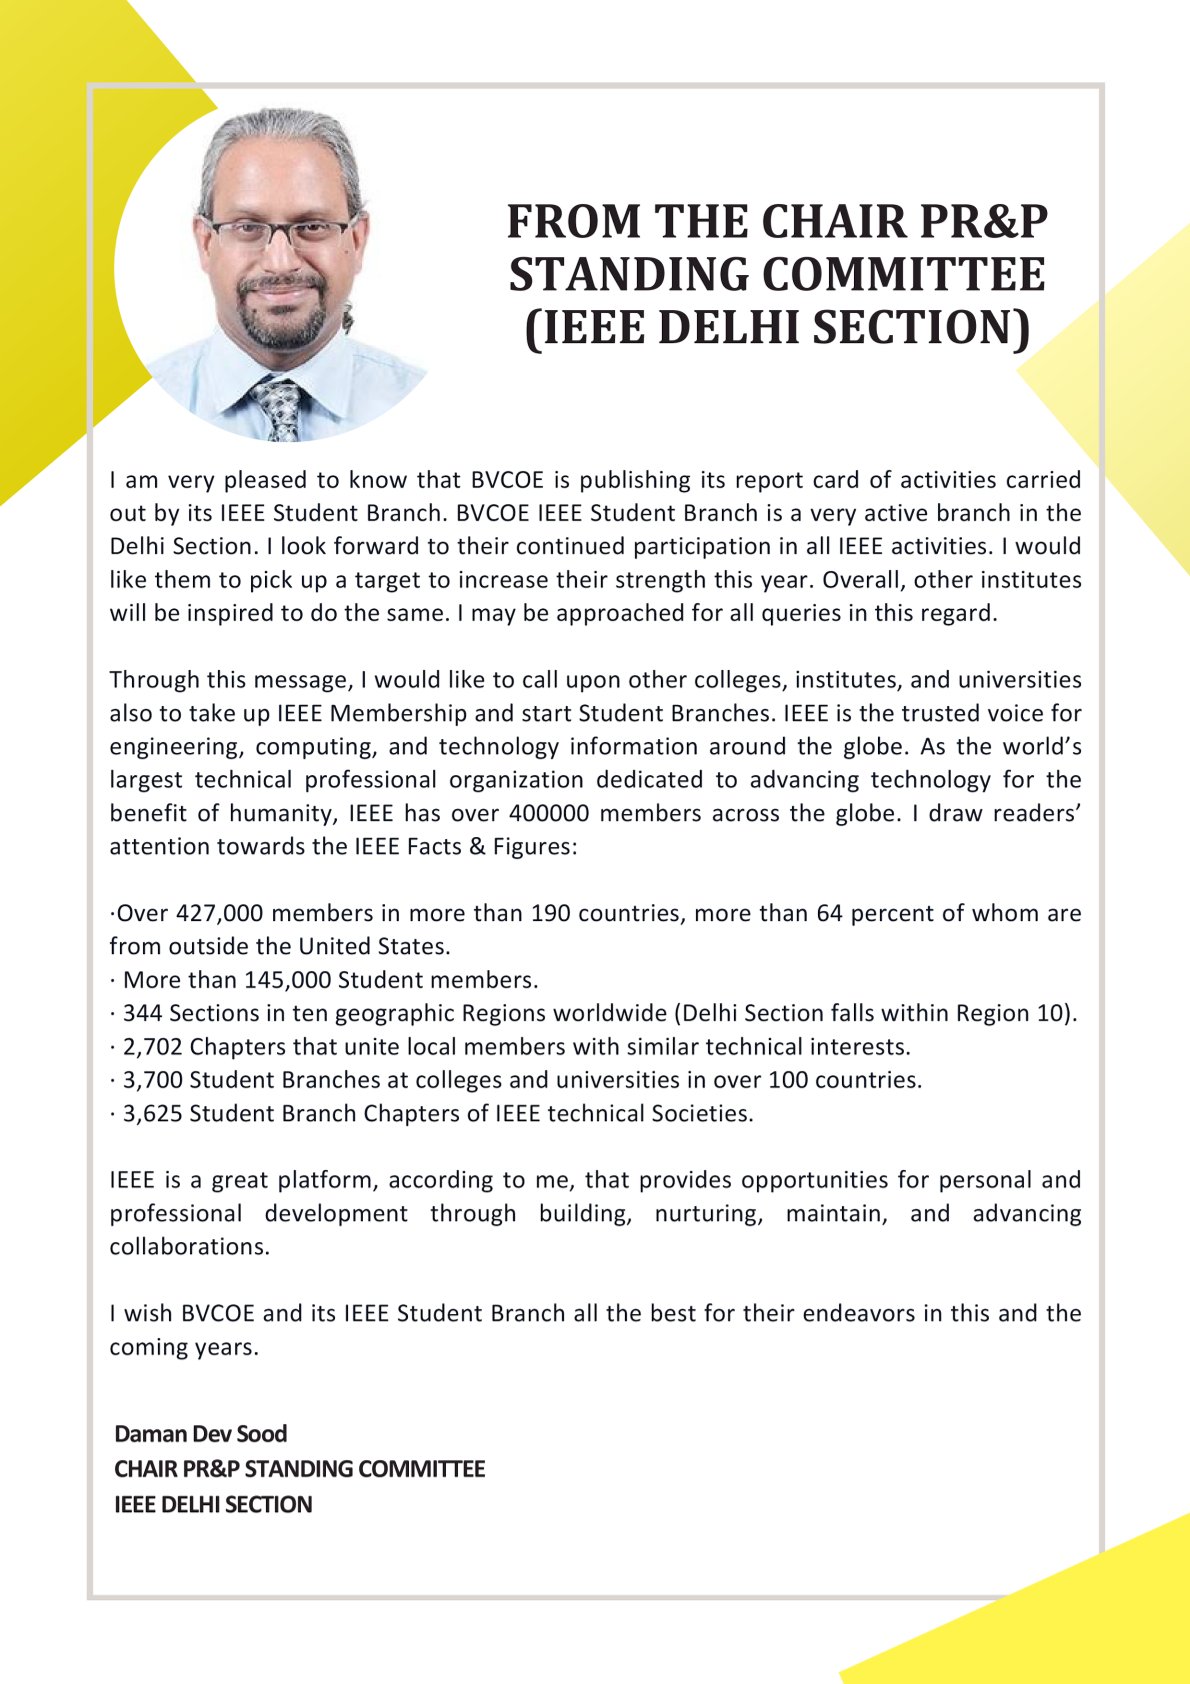 FROM THE CHAIR PR&P
STANDING COMMITTEE
(IEEE DELHI SECTION)
I am very pleased to know that BVCOE is publishing its report card of activities carried
out by its IEEE Student Branch. BVCOE IEEE Student Branch is a very active branch in the
Delhi Section. I look forward to their continued participation in all IEEE activities. I would
like them to pick up a target to increase their strength this year. Overall, other institutes
will be inspired to do the same. I may be approached for all queries in this regard.
Through this message, I would like to call upon other colleges, institutes, and universities
also to take up IEEE Membership and start Student Branches. IEEE is the trusted voice for
engineering, computing, and technology information around the globe. As the world’s
largest technical professional organization dedicated to advancing technology for the
benefit of humanity, IEEE has over 400000 members across the globe. I draw readers’
attention towards the IEEE Facts & Figures:
·Over 427,000 members in more than 190 countries, more than 64 percent of whom are
from outside the United States.
· More than 145,000 Student members.
· 344 Sections in ten geographic Regions worldwide (Delhi Section falls within Region 10).
· 2,702 Chapters that unite local members with similar technical interests.
· 3,700 Student Branches at colleges and universities in over 100 countries.
· 3,625 Student Branch Chapters of IEEE technical Societies.
IEEE is a great platform, according to me, that provides opportunities for personal and
professional development through building, nurturing, maintain, and advancing
collaborations.
I wish BVCOE and its IEEE Student Branch all the best for their endeavors in this and the
coming years.
Daman Dev Sood
CHAIR PR&P STANDING COMMITTEE
IEEE DELHI SECTION